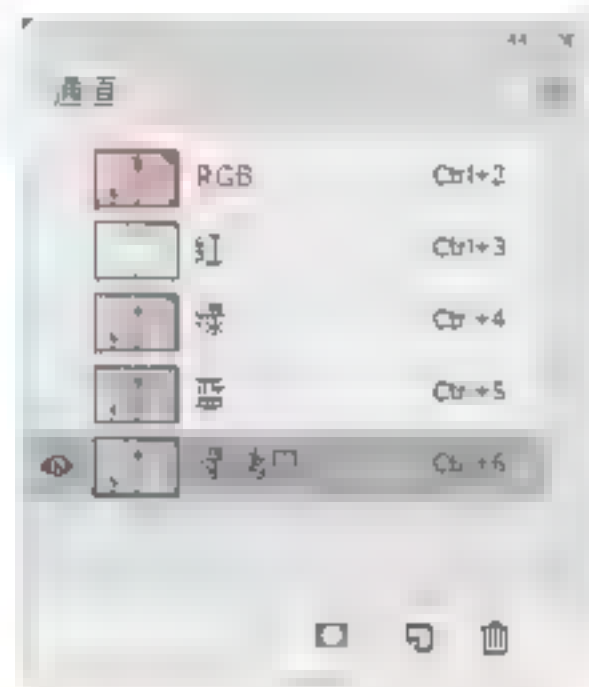 通道
RGB Ctrl+2
红 Ctrl+3
绿 Ctrl+4
蓝 Ctrl+5
Ctrl+6